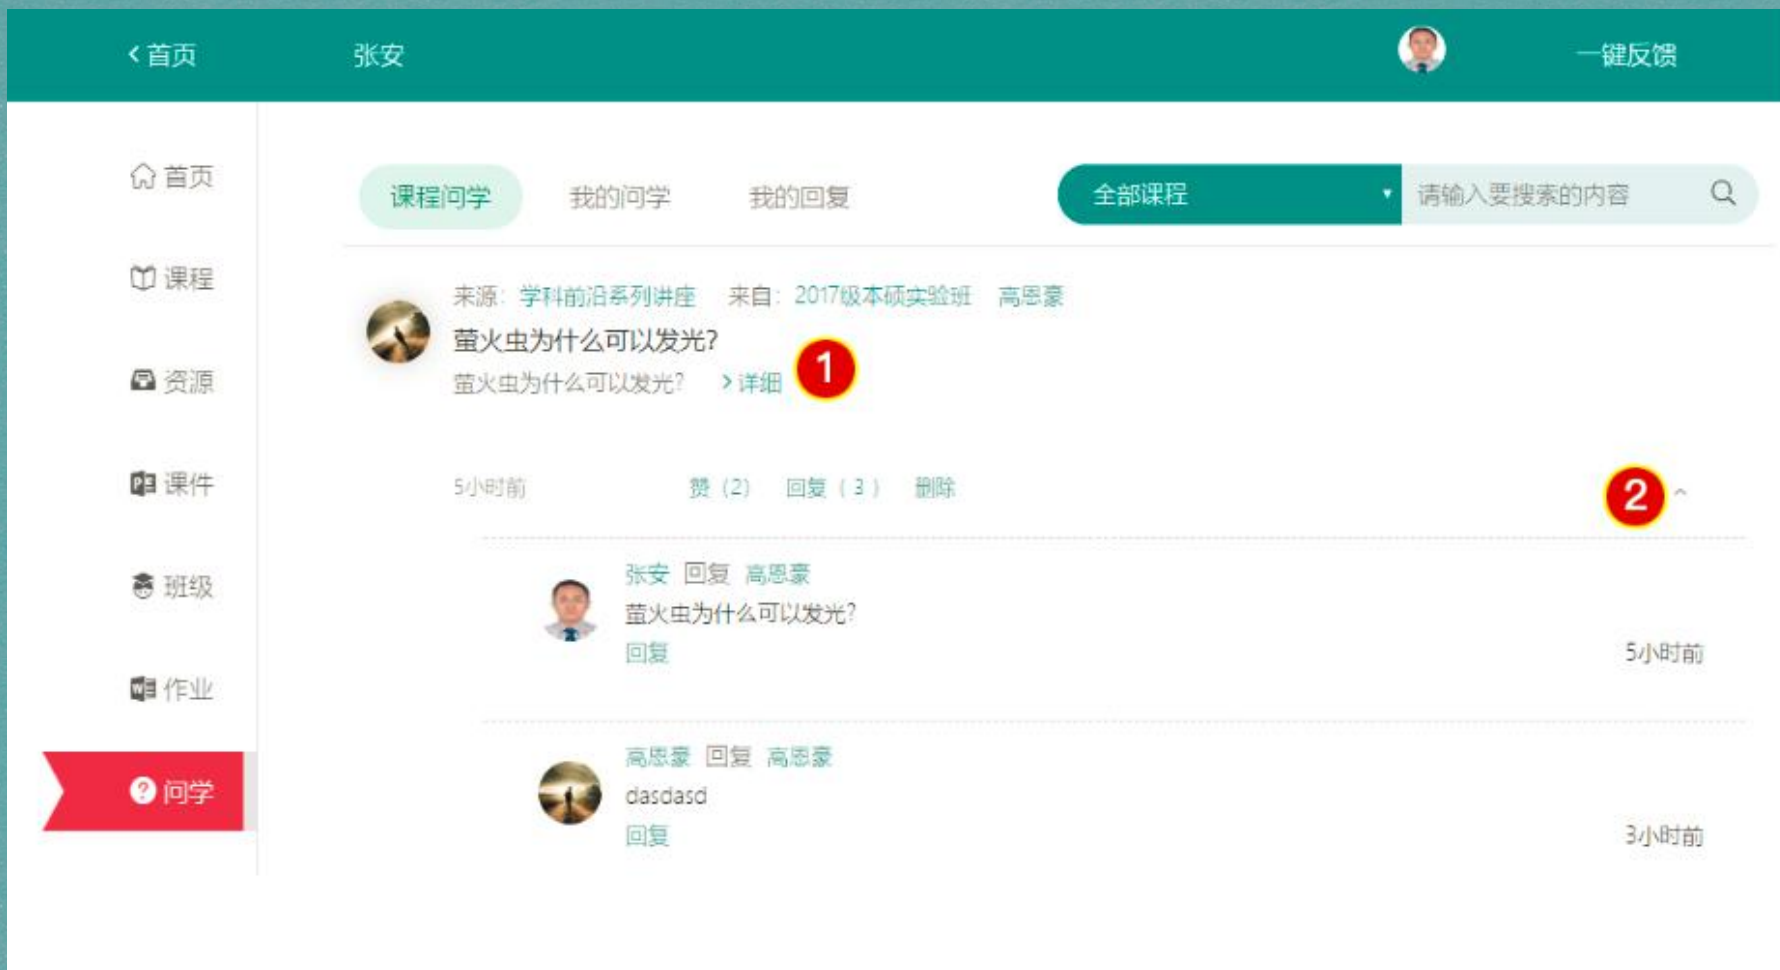 首页 张安 一键反馈
首页
课程
资源
课件
班级
作业
问学
课程问学 我的问学 我的回复 全部课程 请输入要搜索的内容
来源：学科前沿系列讲座 来自：2017级本硕实验班 高恩豪
萤火虫为什么可以发光？
萤火虫为什么可以发光？ >详细 1
5小时前 赞（2） 回复（3） 删除 2
张安 回复 高恩豪
萤火虫为什么可以发光？
回复 5小时前
高恩豪 回复 高恩豪
dasdasd
回复 3小时前